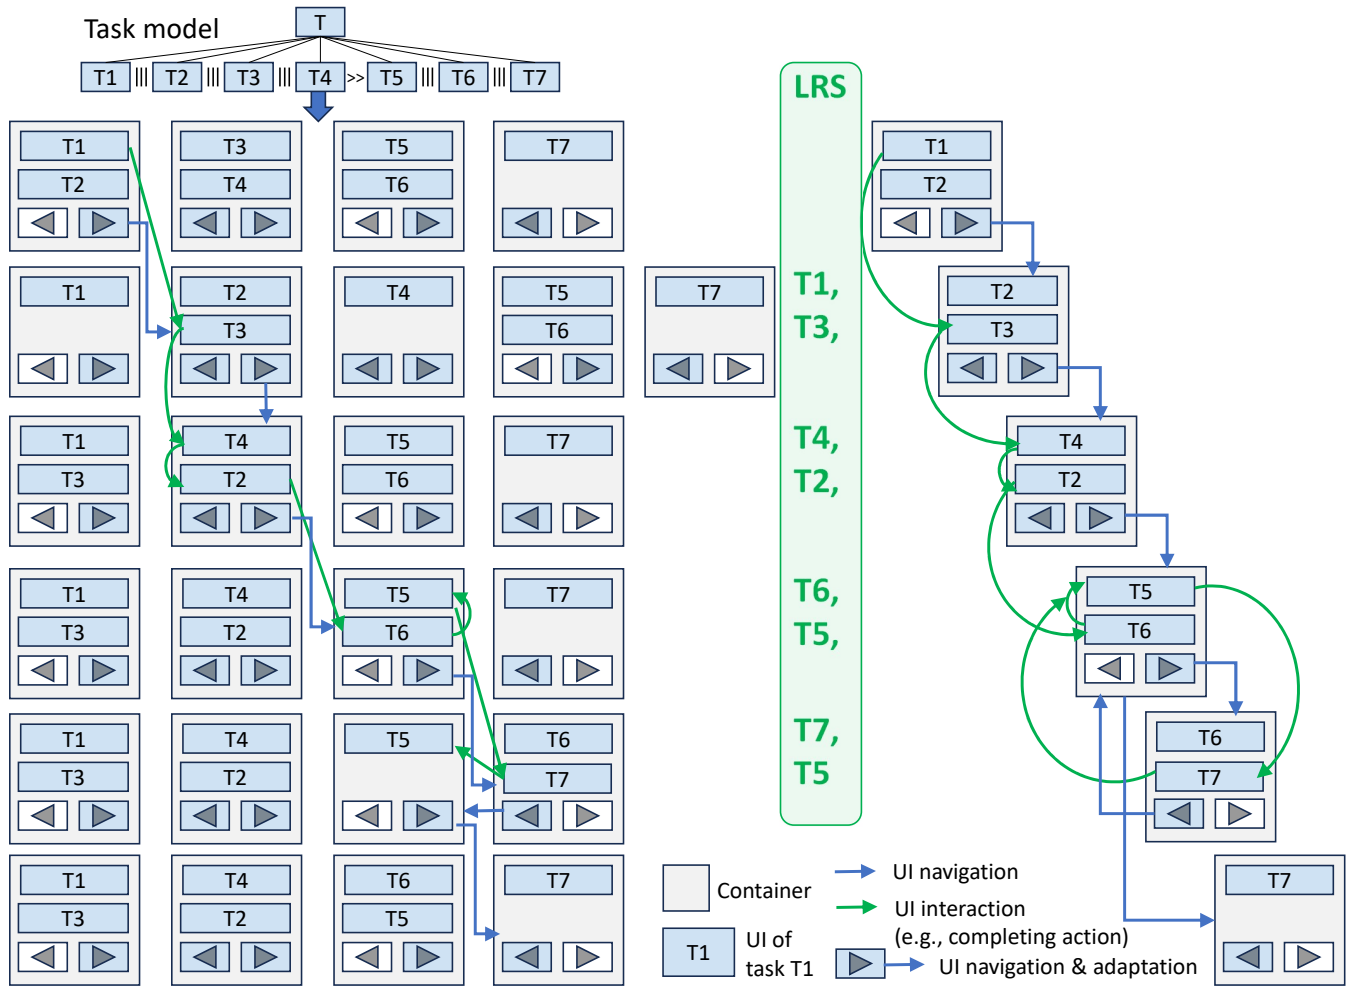 Task model
T
T1 ||| T2 ||| T3 ||| T4 >> T5 ||| T6 ||| T7
LRS
T1 T3 T5 T7 T1
T2 T4 T6 T2
T1 T2 T4 T5 T7 T1, T2
T3 T6 T3, T3
T1 T4 T5 T7 T4, T4
T3 T2 T6 T2, T2
T1 T4 T5 T7 T6, T5
T3 T2 T6 T5, T6
T1 T4 T5 T6 T7, T6
T3 T2 T7 T5 T7
T1 T4 T6 T7 T7
T3 T2 T5
Container
UI navigation
UI interaction
(e.g., completing action)
T1 UI of
task T1
UI navigation & adaptation